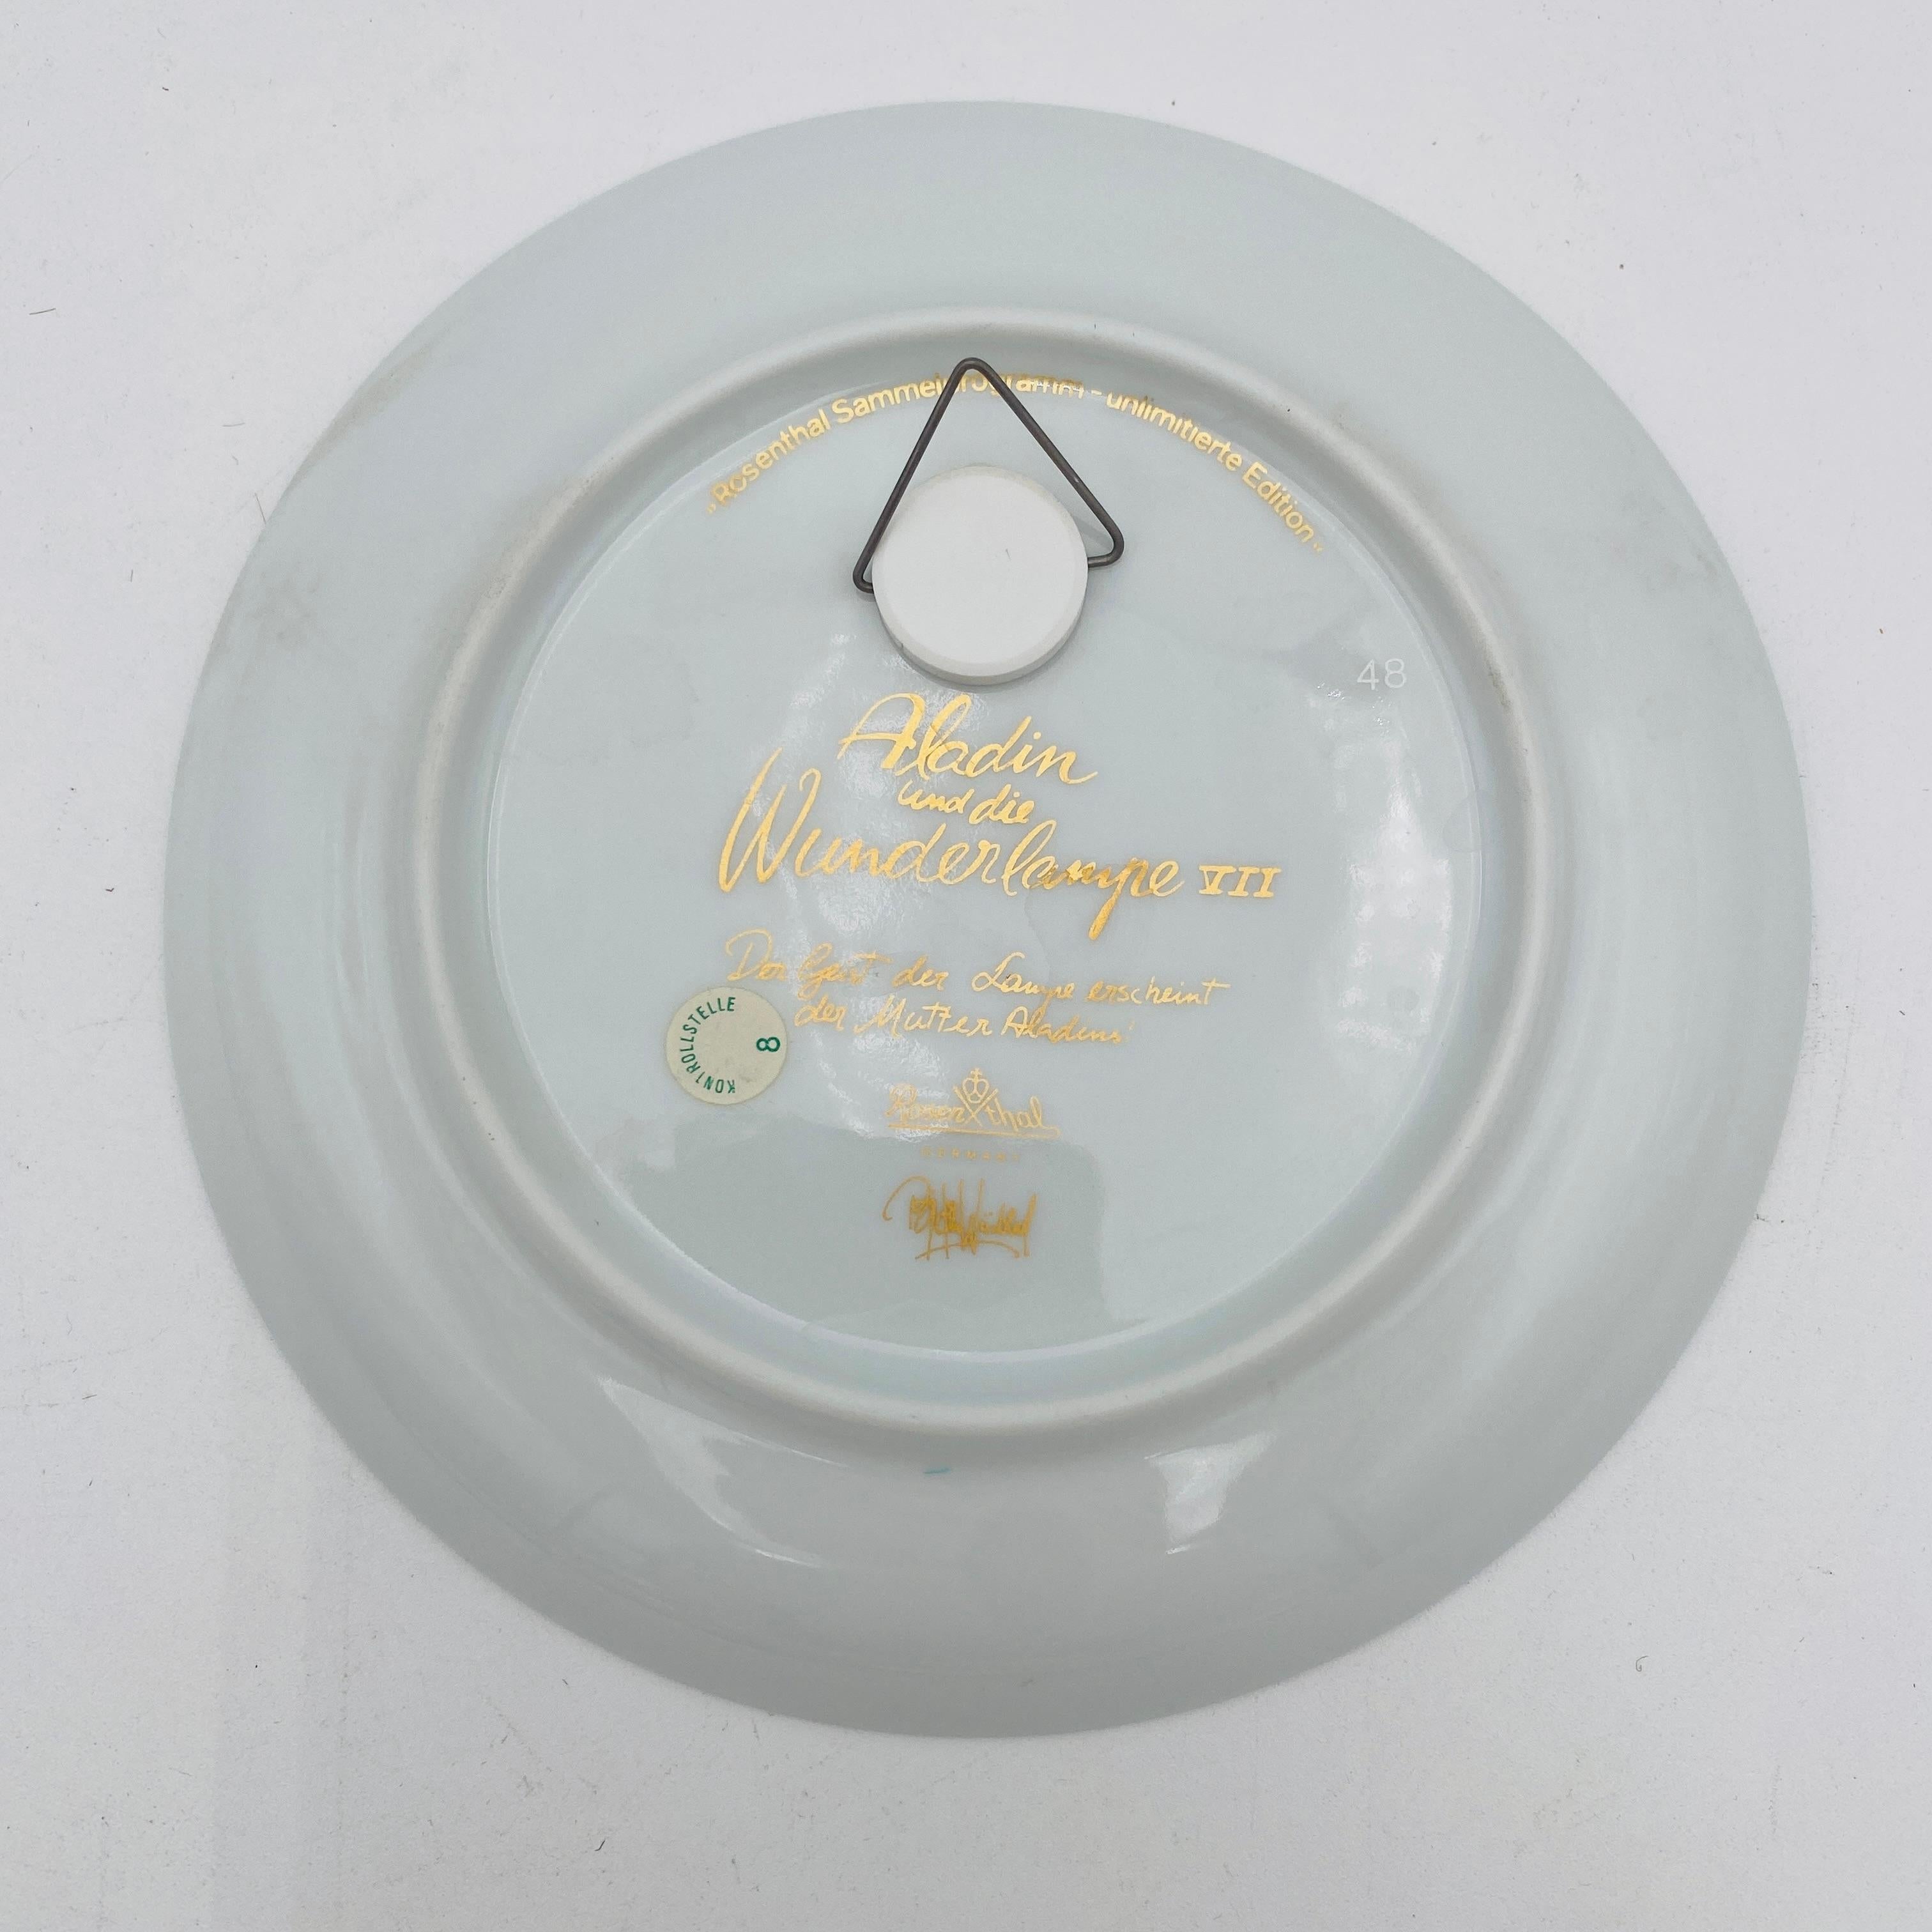 „Rosenthal Sammelprogramm - unlimitierte Edition“
48
Aladin
und die
Wunderlampe VII
Der Geist der Lampe erscheint
der Mutter Aladins
KONTROLLSTELLE 8
Rosenthal
GERMANY